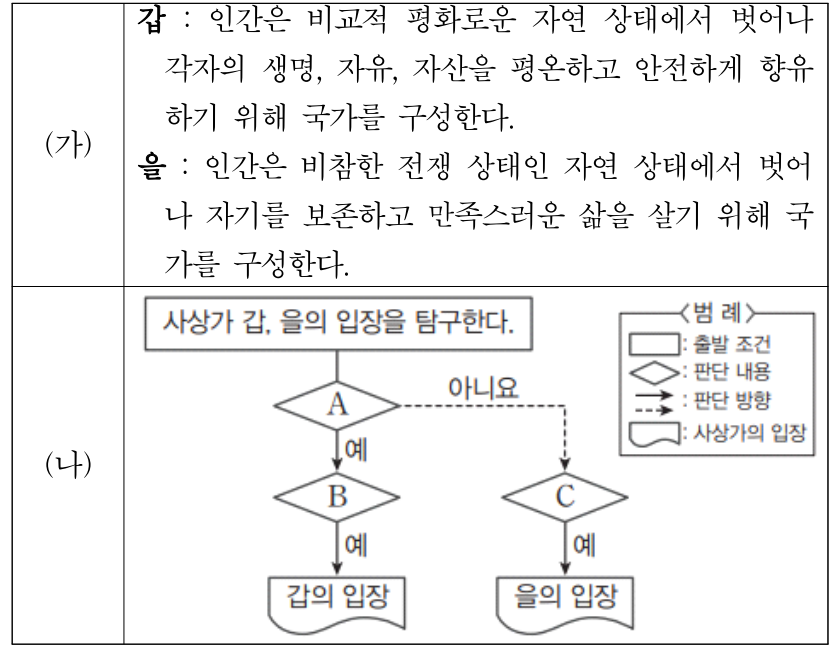 (가)
갑 : 인간은 비교적 평화로운 자연 상태에서 벗어나
각자의 생명, 자유, 자산을 평온하고 안전하게 향유
하기 위해 국가를 구성한다.
을 : 인간은 비참한 전쟁 상태인 자연 상태에서 벗어
나 자기를 보존하고 만족스러운 삶을 살기 위해 국
가를 구성한다.
(나)
사상가 갑, 을의 입장을 탐구한다.
A
아니요
예
B
C
예
예
갑의 입장
을의 입장
<범 례>
: 출발 조건
: 판단 내용
: 판단 방향
: 사상가의 입장